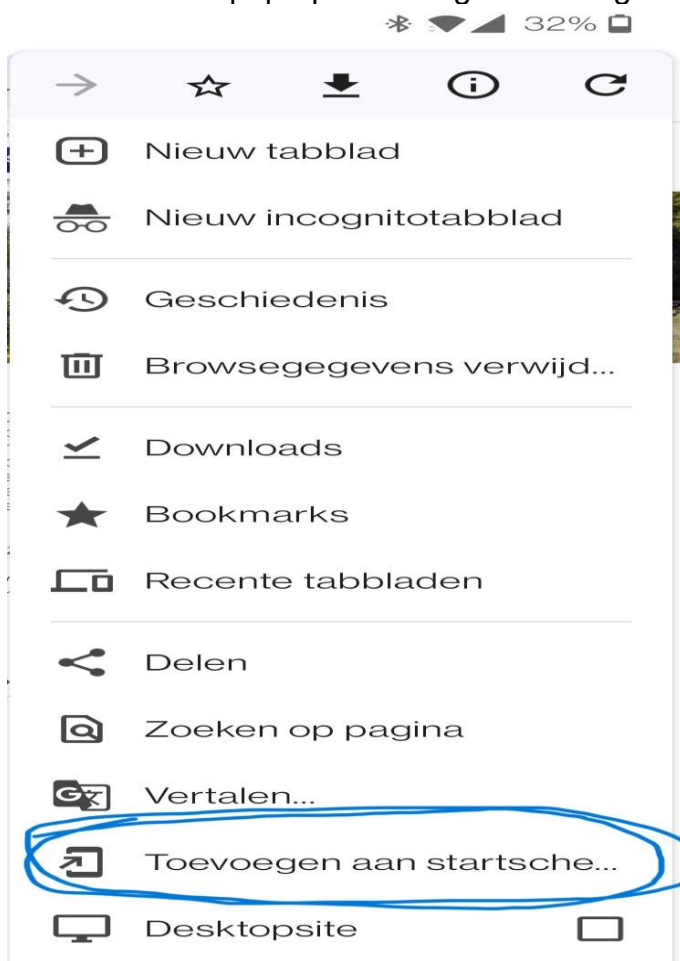 32%
Nieuw tabblad
Nieuw incognitotabblad
Geschiedenis
Browsegegevens verwijd...
Downloads
Bookmarks
Recente tabbladen
Delen
Zoeken op pagina
Vertalen...
Toevoegen aan startsche...
Desktopsite